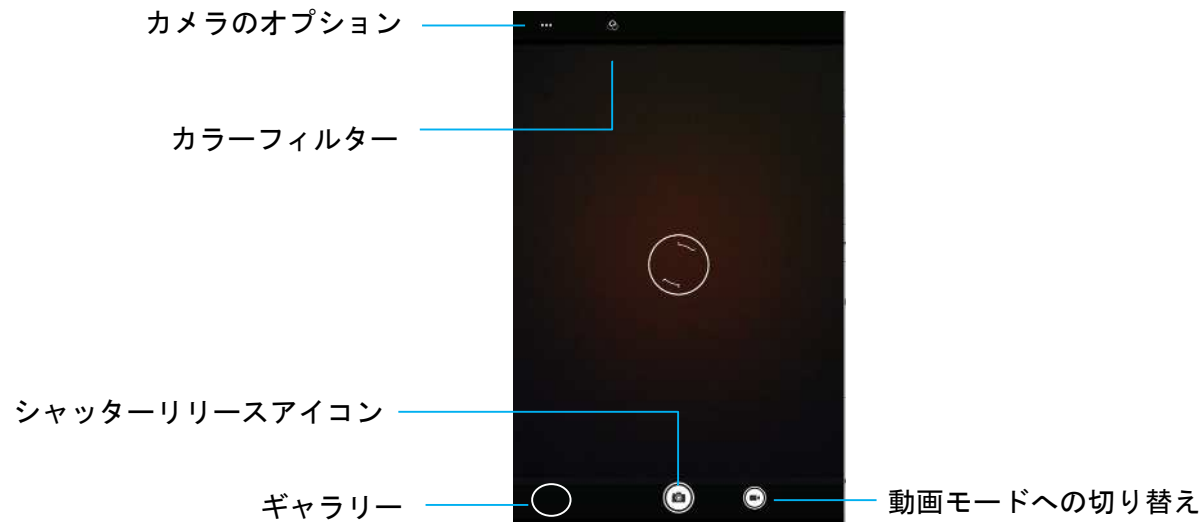 カメラのオプション
カラーフィルター
シャッターリリースアイコン
ギャラリー
動画モードへの切り替え